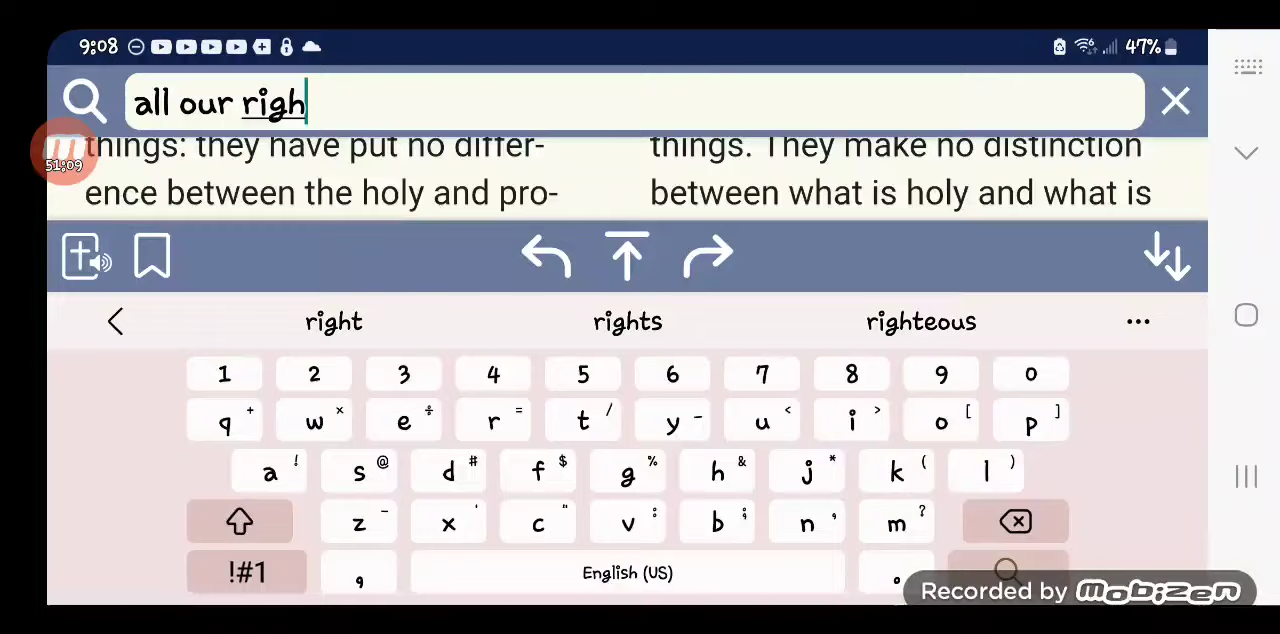 9:08 47%
all our righ
51:09
things: they have put no differ-
ence between the holy and pro-
things. They make no distinction
between what is holy and what is
right rights righteous ...
1 2 3 4 5 6 7 8 9 0
q + w × e ÷ r = t / y - u < i > o [ p ]
a ! s @ d # f $ g % h & j * k ( l )
z - x ' c " v : b ; n , m ?
!#1 , English (US) .
Recorded by mobizen